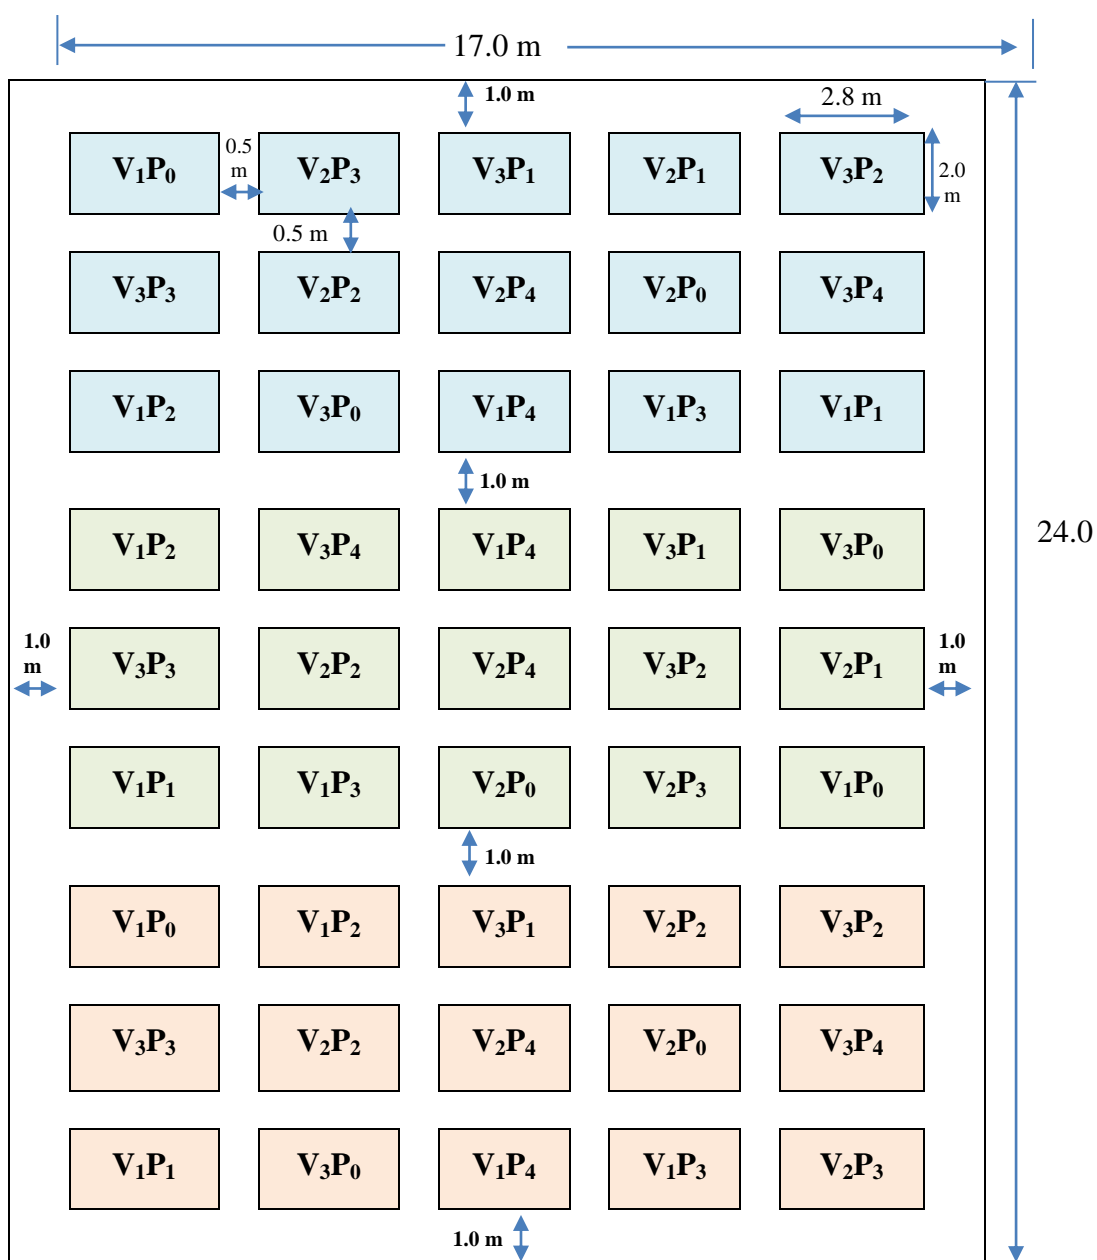 17.0 m
1.0 m
2.8 m
V₁P₀
0.5
m
V₂P₃
V₃P₁
V₂P₁
V₃P₂
2.0
m
0.5 m
V₃P₃
V₂P₂
V₂P₄
V₂P₀
V₃P₄
V₁P₂
V₃P₀
V₁P₄
V₁P₃
V₁P₁
1.0 m
V₁P₂
V₃P₄
V₁P₄
V₃P₁
V₃P₀
24.0
1.0
m
V₃P₃
V₂P₂
V₂P₄
V₃P₂
V₂P₁
1.0
m
V₁P₁
V₁P₃
V₂P₀
V₂P₃
V₁P₀
1.0 m
V₁P₀
V₁P₂
V₃P₁
V₂P₂
V₃P₂
V₃P₃
V₂P₂
V₂P₄
V₂P₀
V₃P₄
V₁P₁
V₃P₀
V₁P₄
V₁P₃
V₂P₃
1.0 m